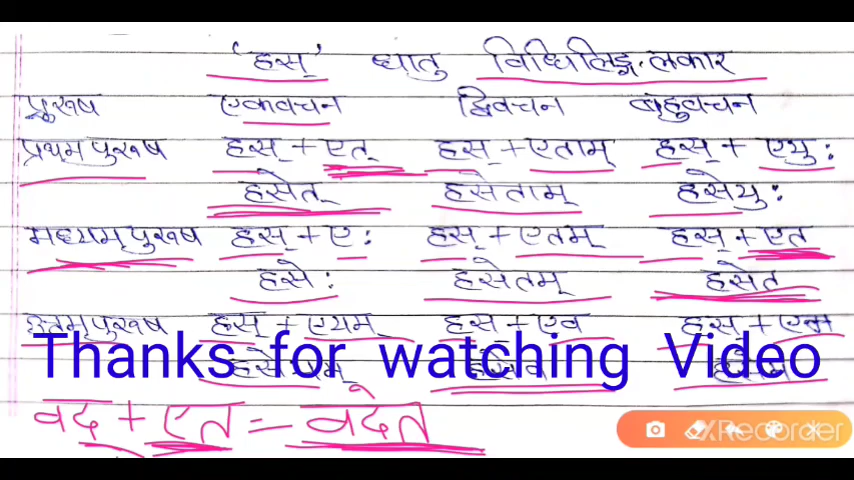 'हस्' धातु विधिलिङ्ग.लकार
पुरुष एकवचन द्विवचन बहुवचन
प्रथमपुरुष हस् + एत् हस् + एताम् हस् + एयु:
हसेत् हसेताम् हसेयु:
मध्यमपुरुष हस् + ए: हस् + एतम् हस् + एत
हसे: हसेतम् हसेत
उत्तमपुरुष हस् + एयम् हस् + एव हस् + एम
Thanks for watching Video
वद + एत = वदेत
XRecorder